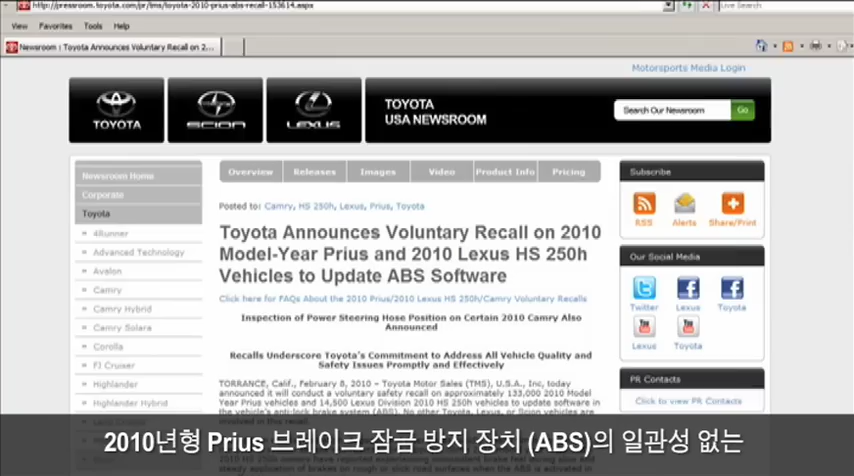 http://pressroom.toyota.com/pr/tms/toyota-2010-prius-abs-recall-153614.aspx
Live Search
View Favorites Tools Help
Newsroom : Toyota Announces Voluntary Recall on 2...
Motorsports Media Login
TOYOTA
SCION
LEXUS
TOYOTA
USA NEWSROOM
Search Our Newsroom
Go
Newsroom Home
Corporate
Toyota
4Runner
Advanced Technology
Avalon
Camry
Camry Hybrid
Camry Solara
Corolla
FJ Cruiser
Highlander
Highlander Hybrid
Overview Releases Images Video Product Info Pricing
Posted to: Camry, HS 250h, Lexus, Prius, Toyota
Toyota Announces Voluntary Recall on 2010
Model-Year Prius and 2010 Lexus HS 250h
Vehicles to Update ABS Software
Click here for FAQs About the 2010 Prius/2010 Lexus HS 250h/Camry Voluntary Recalls
Inspection of Power Steering Hose Position on Certain 2010 Camry Also
Announced
Recalls Underscore Toyota's Commitment to Address All Vehicle Quality and
Safety Issues Promptly and Effectively
TORRANCE, Calif., February 8, 2010 – Toyota Motor Sales (TMS), U.S.A., Inc, today
announced it will conduct a voluntary safety recall on approximately 133,000 2010 Model
Year Prius vehicles and 14,500 Lexus Division 2010 HS 250h vehicles to update software in
the vehicle's anti-lock brake system (ABS). No other Toyota, Lexus, or Scion vehicles are
Subscribe
RSS Alerts Share/Print
Our Social Media
Twitter Lexus Toyota
Lexus Toyota
PR Contacts
Click to view PR Contacts
2010년형 Prius 브레이크 잠금 방지 장치 (ABS)의 일관성 없는